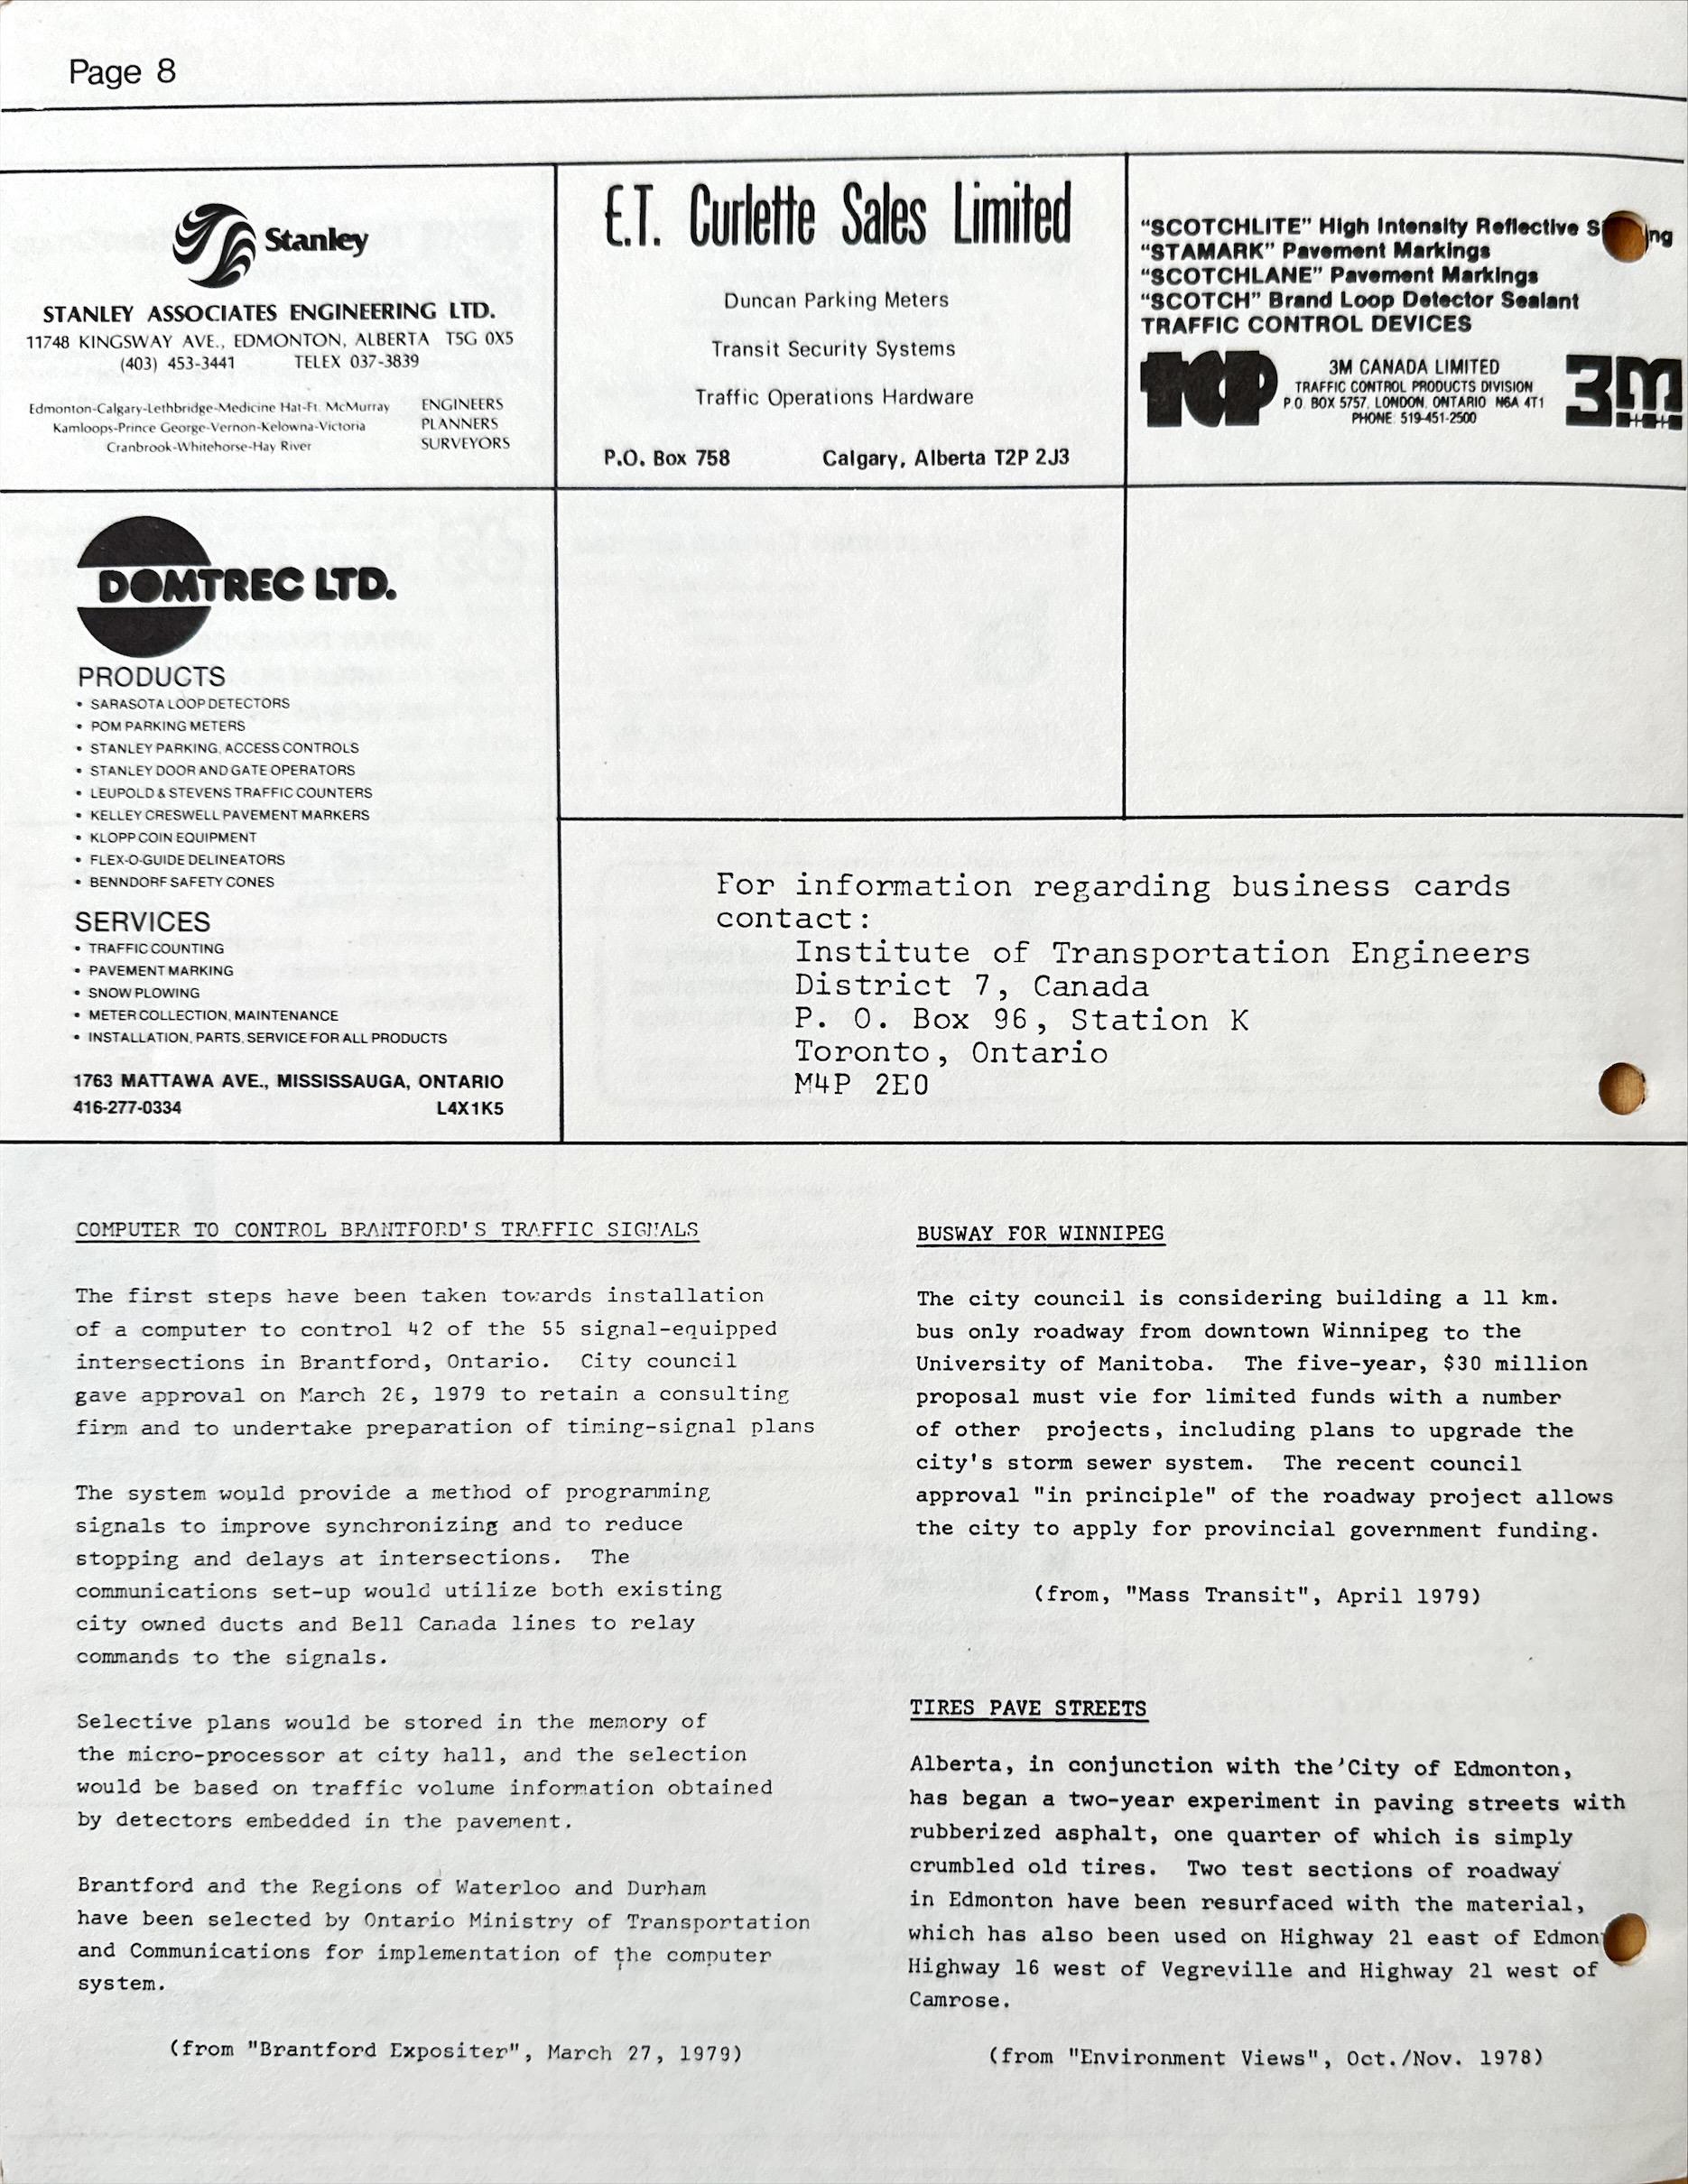 Page 8
Stanley
STANLEY ASSOCIATES ENGINEERING LTD.
11748 KINGSWAY AVE., EDMONTON, ALBERTA T5G 0X5
(403) 453-3441 TELEX 037-3839
Edmonton-Calgary-Lethbridge-Medicine Hat-Ft. McMurray
Kamloops-Prince George-Vernon-Kelowna-Victoria
Cranbrook-Whitehorse-Hay River
ENGINEERS
PLANNERS
SURVEYORS
E.T. Curlette Sales Limited
Duncan Parking Meters
Transit Security Systems
Traffic Operations Hardware
P.O. Box 758 Calgary, Alberta T2P 2J3
"SCOTCHLITE" High Intensity Reflective
"STAMARK" Pavement Markings
"SCOTCHLANE" Pavement Markings
"SCOTCH" Brand Loop Detector Sealant
TRAFFIC CONTROL DEVICES
TCP
3M CANADA LIMITED
TRAFFIC CONTROL PRODUCTS DIVISION
P.O. BOX 5757, LONDON, ONTARIO N6A 4T1
PHONE: 519-451-2500
3M
DOMTREC LTD.
PRODUCTS
• SARASOTA LOOP DETECTORS
• POM PARKING METERS
• STANLEY PARKING, ACCESS CONTROLS
• STANLEY DOOR AND GATE OPERATORS
• LEUPOLD & STEVENS TRAFFIC COUNTERS
• KELLEY CRESWELL PAVEMENT MARKERS
• KLOPP COIN EQUIPMENT
• FLEX-O-GUIDE DELINEATORS
• BENNDORF SAFETY CONES
SERVICES
• TRAFFIC COUNTING
• PAVEMENT MARKING
• SNOW PLOWING
• METER COLLECTION, MAINTENANCE
• INSTALLATION, PARTS, SERVICE FOR ALL PRODUCTS
1763 MATTAWA AVE., MISSISSAUGA, ONTARIO
416-277-0334 L4X1K5
For information regarding business cards
contact:
Institute of Transportation Engineers
District 7, Canada
P. O. Box 96, Station K
Toronto, Ontario
M4P 2E0
COMPUTER TO CONTROL BRANTFORD'S TRAFFIC SIGNALS
The first steps have been taken towards installation
of a computer to control 42 of the 55 signal-equipped
intersections in Brantford, Ontario. City council
gave approval on March 26, 1979 to retain a consulting
firm and to undertake preparation of timing-signal plans
The system would provide a method of programming
signals to improve synchronizing and to reduce
stopping and delays at intersections. The
communications set-up would utilize both existing
city owned ducts and Bell Canada lines to relay
commands to the signals.
Selective plans would be stored in the memory of
the micro-processor at city hall, and the selection
would be based on traffic volume information obtained
by detectors embedded in the pavement.
Brantford and the Regions of Waterloo and Durham
have been selected by Ontario Ministry of Transportation
and Communications for implementation of the computer
system.
(from "Brantford Expositer", March 27, 1979)
BUSWAY FOR WINNIPEG
The city council is considering building a 11 km.
bus only roadway from downtown Winnipeg to the
University of Manitoba. The five-year, $30 million
proposal must vie for limited funds with a number
of other projects, including plans to upgrade the
city's storm sewer system. The recent council
approval "in principle" of the roadway project allows
the city to apply for provincial government funding.
(from, "Mass Transit", April 1979)
TIRES PAVE STREETS
Alberta, in conjunction with the'City of Edmonton,
has began a two-year experiment in paving streets with
rubberized asphalt, one quarter of which is simply
crumbled old tires. Two test sections of roadway
in Edmonton have been resurfaced with the material,
which has also been used on Highway 21 east of Edmon
Highway 16 west of Vegreville and Highway 21 west of
Camrose.
(from "Environment Views", Oct./Nov. 1978)